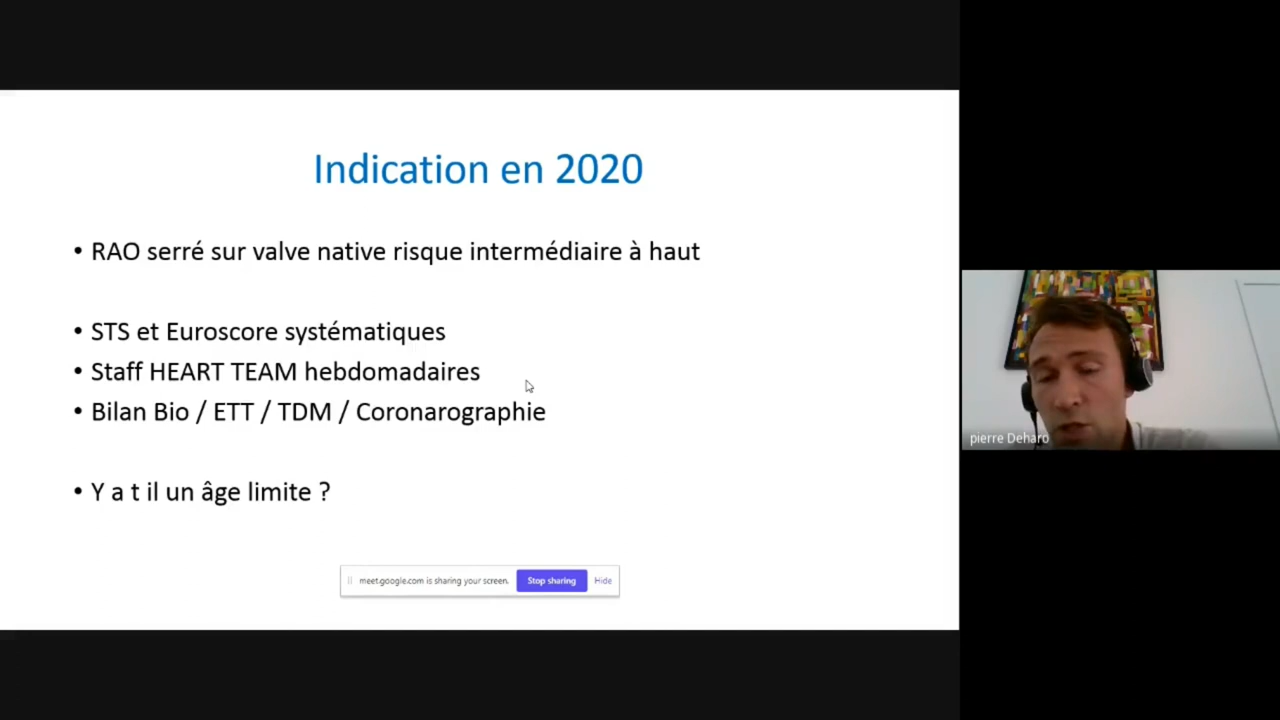 Indication en 2020
• RAO serré sur valve native risque intermédiaire à haut
• STS et Euroscore systématiques
• Staff HEART TEAM hebdomadaires
• Bilan Bio / ETT / TDM / Coronarographie
• Y a t il un âge limite ?
meet.google.com is sharing your screen. Stop sharing Hide
pierre Deharo